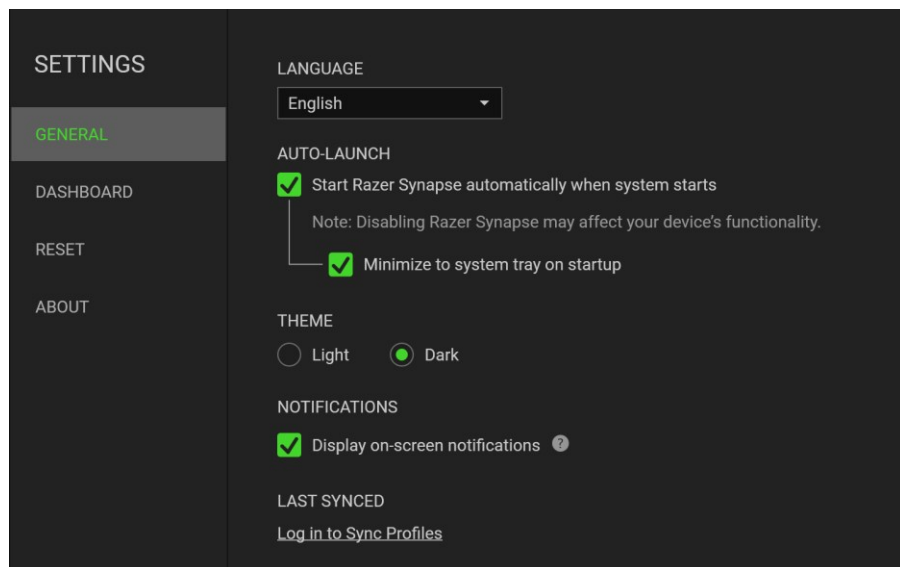 SETTINGS
GENERAL
DASHBOARD
RESET
ABOUT
LANGUAGE
English
AUTO-LAUNCH
Start Razer Synapse automatically when system starts
Note: Disabling Razer Synapse may affect your device’s functionality.
Minimize to system tray on startup
THEME
Light Dark
NOTIFICATIONS
Display on-screen notifications ?
LAST SYNCED
Log in to Sync Profiles